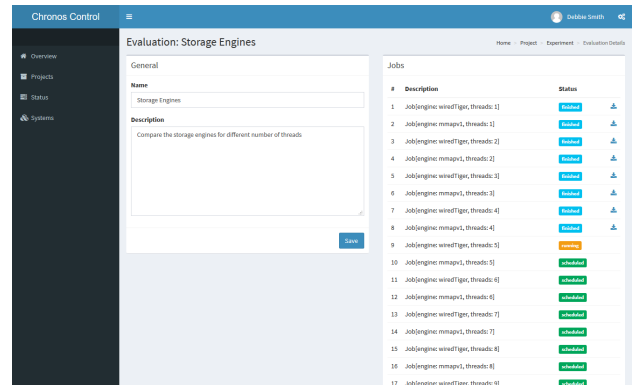 Chronos Control
Debbie Smith
Overview
Projects
Status
Systems
Evaluation: Storage Engines
Home > Project > Experiment > Evaluation Details
General
Name
Storage Engines
Description
Compare the storage engines for different number of threads
Save
Jobs
# Description Status
1 Job[engine: wiredTiger, threads: 1] finished
2 Job[engine: mmapv1, threads: 1] finished
3 Job[engine: wiredTiger, threads: 2] finished
4 Job[engine: mmapv1, threads: 2] finished
5 Job[engine: wiredTiger, threads: 3] finished
6 Job[engine: mmapv1, threads: 3] finished
7 Job[engine: wiredTiger, threads: 4] finished
8 Job[engine: mmapv1, threads: 4] finished
9 Job[engine: wiredTiger, threads: 5] running
10 Job[engine: mmapv1, threads: 5] scheduled
11 Job[engine: wiredTiger, threads: 6] scheduled
12 Job[engine: mmapv1, threads: 6] scheduled
13 Job[engine: wiredTiger, threads: 7] scheduled
14 Job[engine: mmapv1, threads: 7] scheduled
15 Job[engine: wiredTiger, threads: 8] scheduled
16 Job[engine: mmapv1, threads: 8] scheduled
17 Job[engine: wiredTiger, threads: 9] scheduled